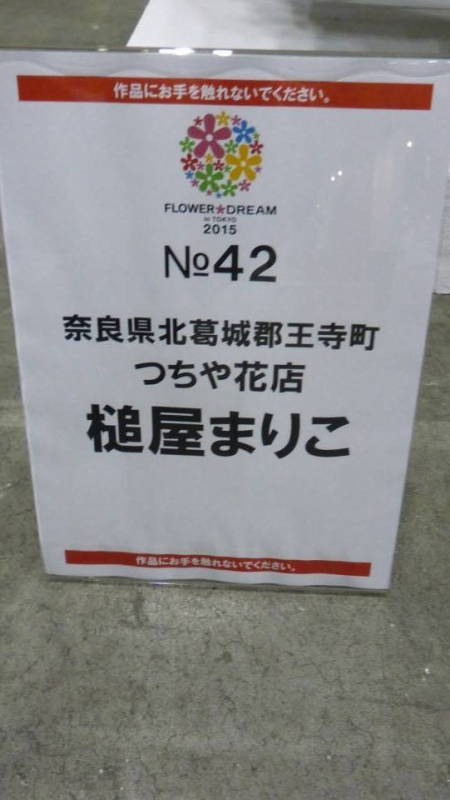 作品にお手を触れないでください。
FLOWER★DREAM
in TOKYO
2015
№42
奈良県北葛城郡王寺町
つちや花店
槌屋まりこ
作品にお手を触れないでください。